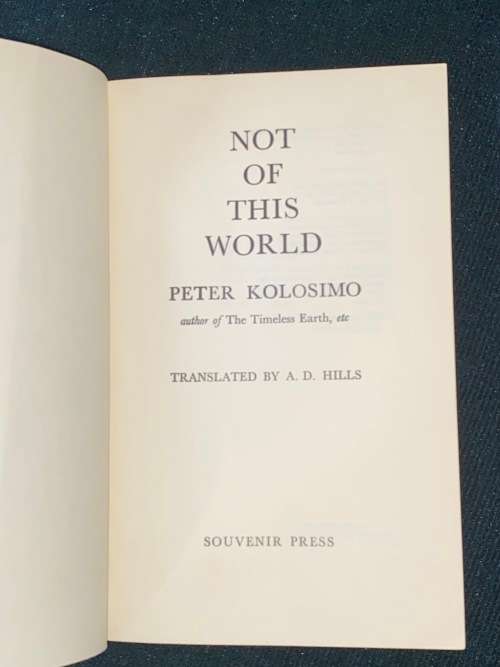 NOT
OF
THIS
WORLD
PETER KOLOSIMO
author of The Timeless Earth, etc
TRANSLATED BY A. D. HILLS
SOUVENIR PRESS